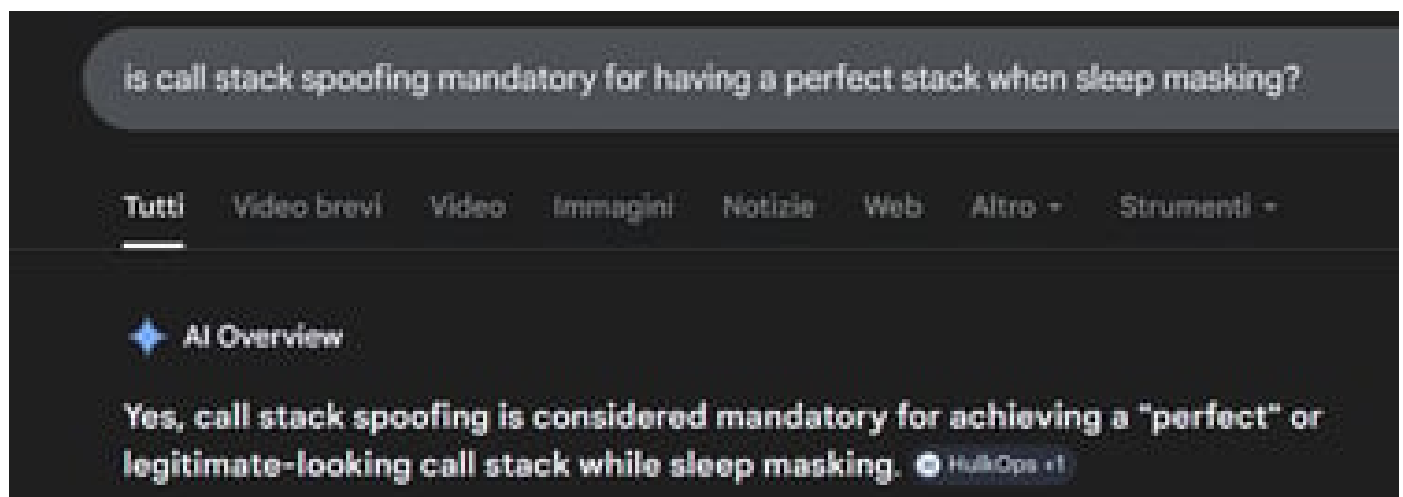 is call stack spoofing mandatory for having a perfect stack when sleep masking?
Tutti Video brevi Video Immagini Notizie Web Altro Strumenti
AI Overview
Yes, call stack spoofing is considered mandatory for achieving a "perfect" or
legitimate-looking call stack while sleep masking. HulkOps +1